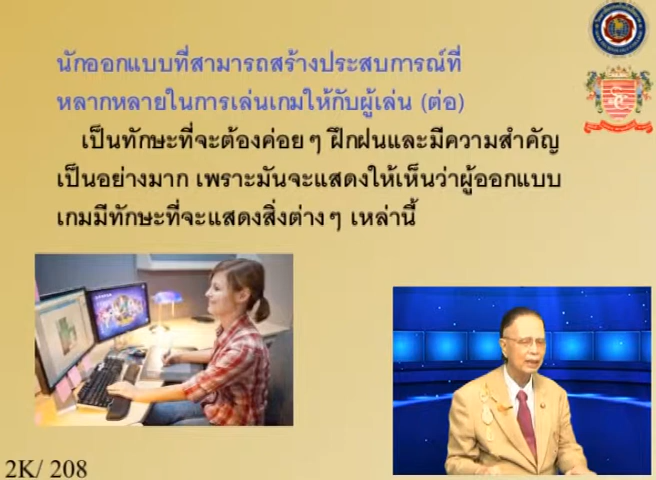 นักออกแบบที่สามารถสร้างประสบการณ์ที่
หลากหลายในการเล่นเกมให้กับผู้เล่น (ต่อ)
เป็นทักษะที่จะต้องค่อย ๆ ฝึกฝนและมีความสำคัญ
เป็นอย่างมาก เพราะมันจะแสดงให้เห็นว่าผู้ออกแบบ
เกมมีทักษะที่จะแสดงสิ่งต่าง ๆ เหล่านี้
2K/ 208